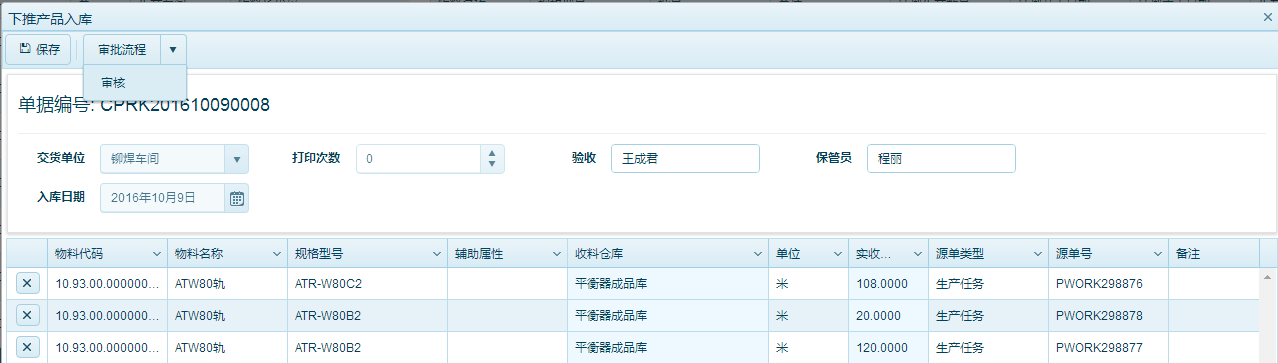 下推产品入库
保存 审批流程
审核
单据编号: CPRK201610090008
交货单位 铆焊车间 打印次数 0 验收 王成君 保管员 程丽
入库日期 2016年10月9日
物料代码 物料名称 规格型号 辅助属性 收料仓库 单位 实收... 源单类型 源单号 备注
10.93.00.000000... ATW80轨 ATR-W80C2 平衡器成品库 米 108.0000 生产任务 PWORK298876
10.93.00.000000... ATW80轨 ATR-W80B2 平衡器成品库 米 20.0000 生产任务 PWORK298878
10.93.00.000000... ATW80轨 ATR-W80B2 平衡器成品库 米 120.0000 生产任务 PWORK298877